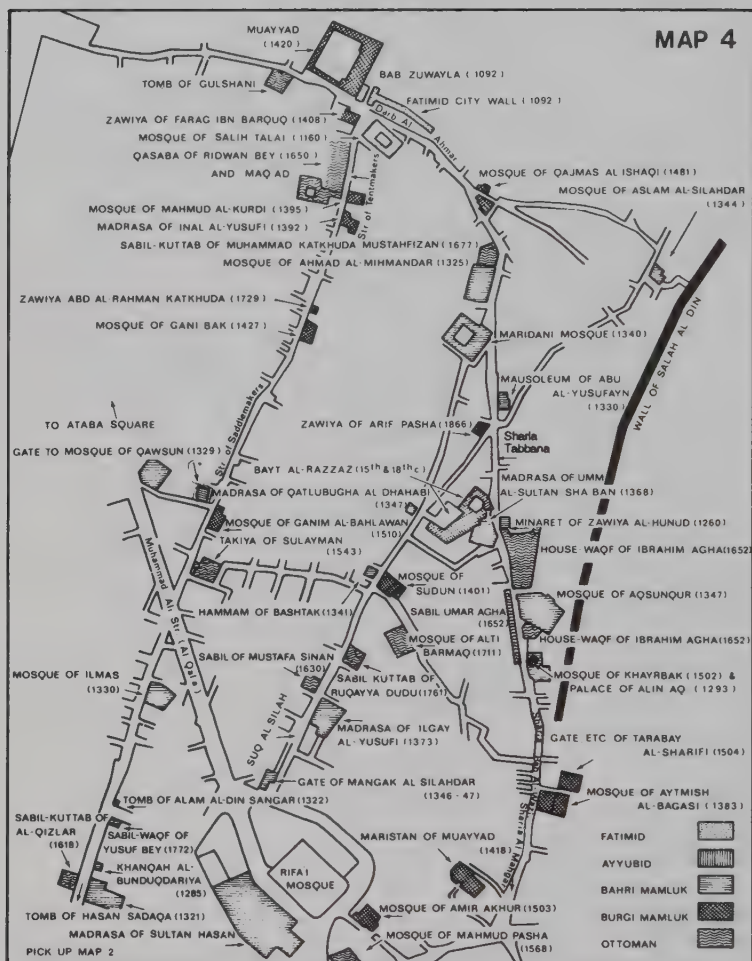 MAP 4
MUAYYAD
(1420)
BAB ZUWAYLA (1092)
TOMB OF GULSHANI
FATIMID CITY WALL (1092)
Darb Al Ahmar
ZAWIYA OF FARAG IBN BARQUQ (1408)
MOSQUE OF SALIH TALAI (1160)
QASABA OF RIDWAN BEY (1650)
AND MAQ AD
MOSQUE OF QAJMAS AL ISHAQI (1481)
MOSQUE OF ASLAM AL-SILAHDAR
(1344)
Str of Tentmakers
MOSQUE OF MAHMUD AL-KURDI (1395)
MADRASA OF INAL AL-YUSUFI (1392)
SABIL-KUTTAB OF MUHAMMAD KATKHUDA MUSTAHFIZAN (1677)
MOSQUE OF AHMAD AL-MIHMANDAR (1325)
ZAWIYA ABD AL-RAHMAN KATKHUDA (1729)
MOSQUE OF GANI BAK (1427)
MARIDANI MOSQUE (1340)
WALL OF SALAH AL DIN
MAUSOLEUM OF ABU
AL-YUSUFAYN
(1330)
Str of Saddlemakers
TO ATABA SQUARE
ZAWIYA OF ARIF PASHA (1866)
Sharia
Tabbana
GATE TO MOSQUE OF QAWSUN (1329)
BAYT AL-RAZZAZ (15th & 18th c)
MADRASA OF UMM
AL-SULTAN SHA BAN (1368)
MADRASA OF QATLUBUGHA AL DHAHABI
(1347)
MOSQUE OF GANIM AL-BAHLAWAN
(1510)
MINARET OF ZAWIYA AL-HUNUD (1260)
TAKIYA OF SULAYMAN
(1543)
HOUSE-WAQF OF IBRAHIM AGHA (1652)
Muhammad Ali Str (Al Qala)
MOSQUE OF
SUDUN (1401)
MOSQUE OF AQSUNQUR (1347)
HAMMAM OF BASHTAK (1341)
SABIL UMAR AGHA
(1652)
HOUSE-WAQF OF IBRAHIM AGHA (1652)
MOSQUE OF ALTI
BARMAQ (1711)
SABIL OF MUSTAFA SINAN
(1630)
MOSQUE OF ILMAS
(1330)
SABIL KUTTAB OF
RUQAYYA DUDU (1761)
MOSQUE OF KHAYRBAK (1502) &
PALACE OF ALIN AQ (1293)
SUQ AL SILAH
MADRASA OF ILGAY
AL-YUSUFI (1373)
GATE ETC OF TARABAY
AL-SHARIFI (1504)
GATE OF MANGAK AL SILAHDAR
(1346-47)
MOSQUE OF AYTMISH
AL-BAGASI (1383)
TOMB OF ALAM AL-DIN SANGAR (1322)
SABIL-KUTTAB OF
AL-QIZLAR
(1618)
SABIL-WAQF OF
YUSUF BEY (1772)
MARISTAN OF MUAYYAD
(1418)
KHANQAH AL-
BUNDUQDARIYA
(1285)
RIFAI
MOSQUE
TOMB OF HASAN SADAQA (1321)
MADRASA OF SULTAN HASAN
PICK UP MAP 2
MOSQUE OF AMIR AKHUR (1503)
MOSQUE OF MAHMUD PASHA
(1568)
FATIMID
AYYUBID
BAHRI MAMLUK
BURGI MAMLUK
OTTOMAN